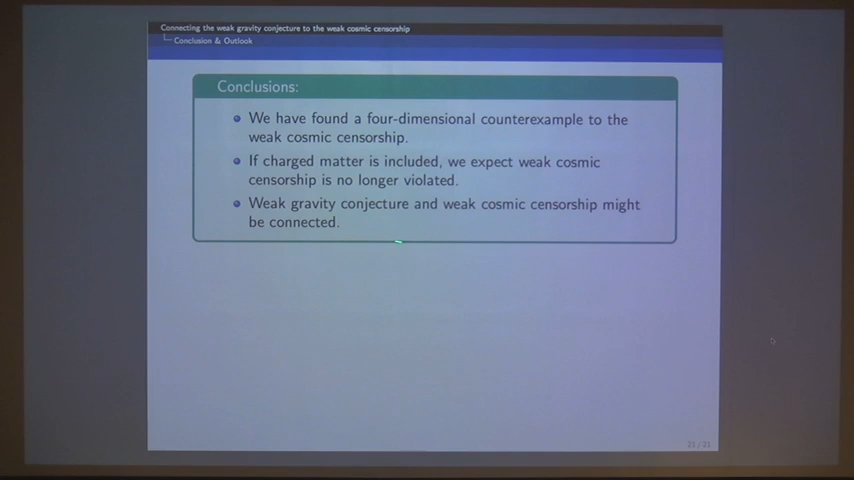 Connecting the weak gravity conjecture to the weak cosmic censorship
Conclusion & Outlook
Conclusions:
We have found a four-dimensional counterexample to the
weak cosmic censorship.
If charged matter is included, we expect weak cosmic
censorship is no longer violated.
Weak gravity conjecture and weak cosmic censorship might
be connected.
21 / 21